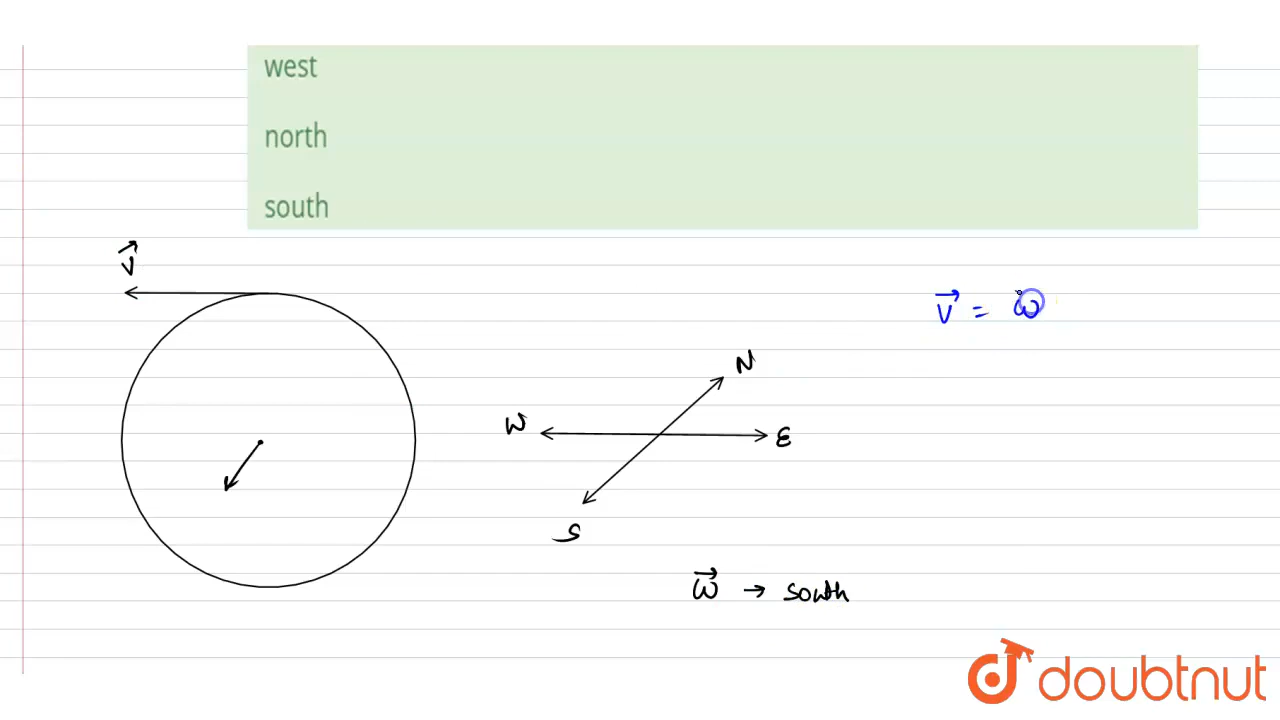 west
north
south
V⃗
V⃗ = ω
N
W
E
S
ω⃗ → south
doubtnut